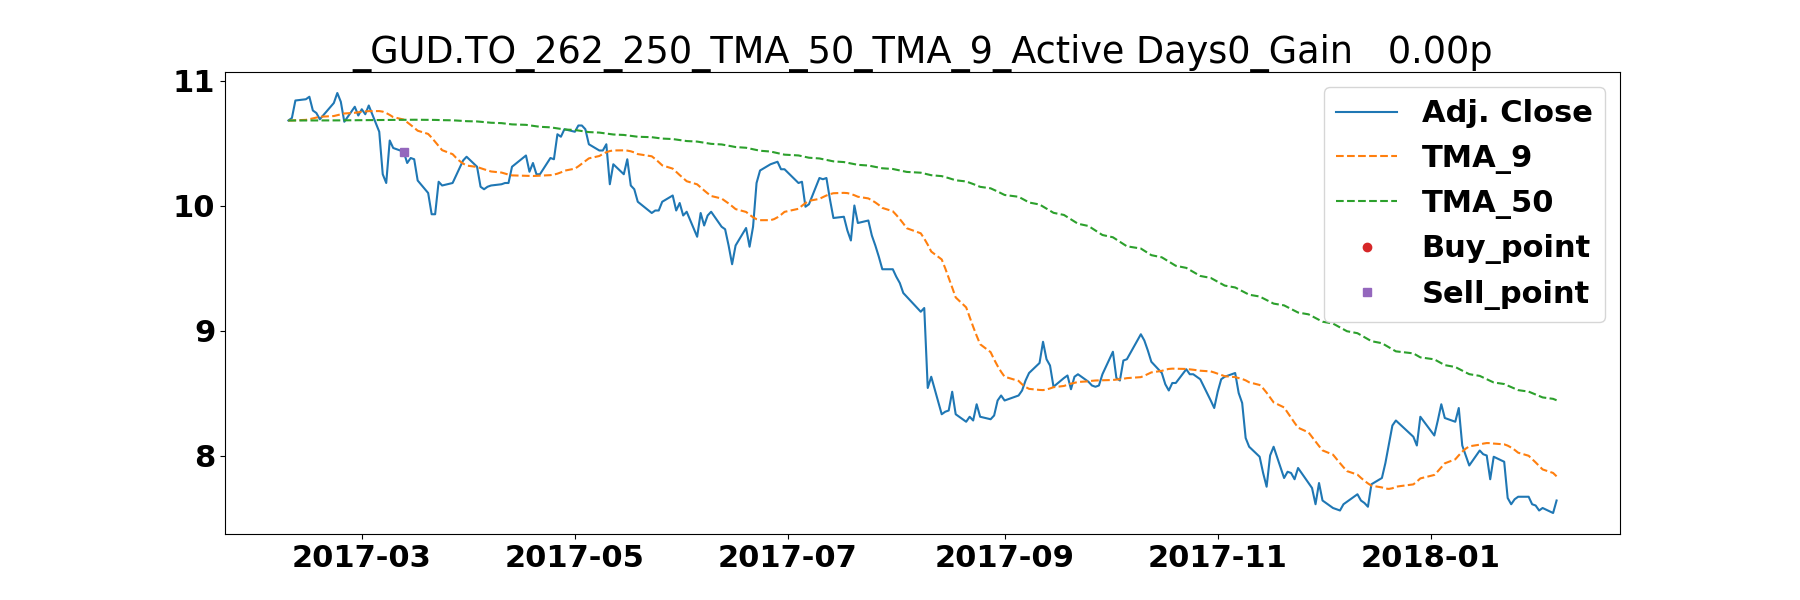 _GUD.TO_262_250_TMA_50_TMA_9_Active Days0_Gain   0.00p
11
10
9
8
Adj. Close
TMA_9
TMA_50
Buy_point
Sell_point
2017-03 2017-05 2017-07 2017-09 2017-11 2018-01